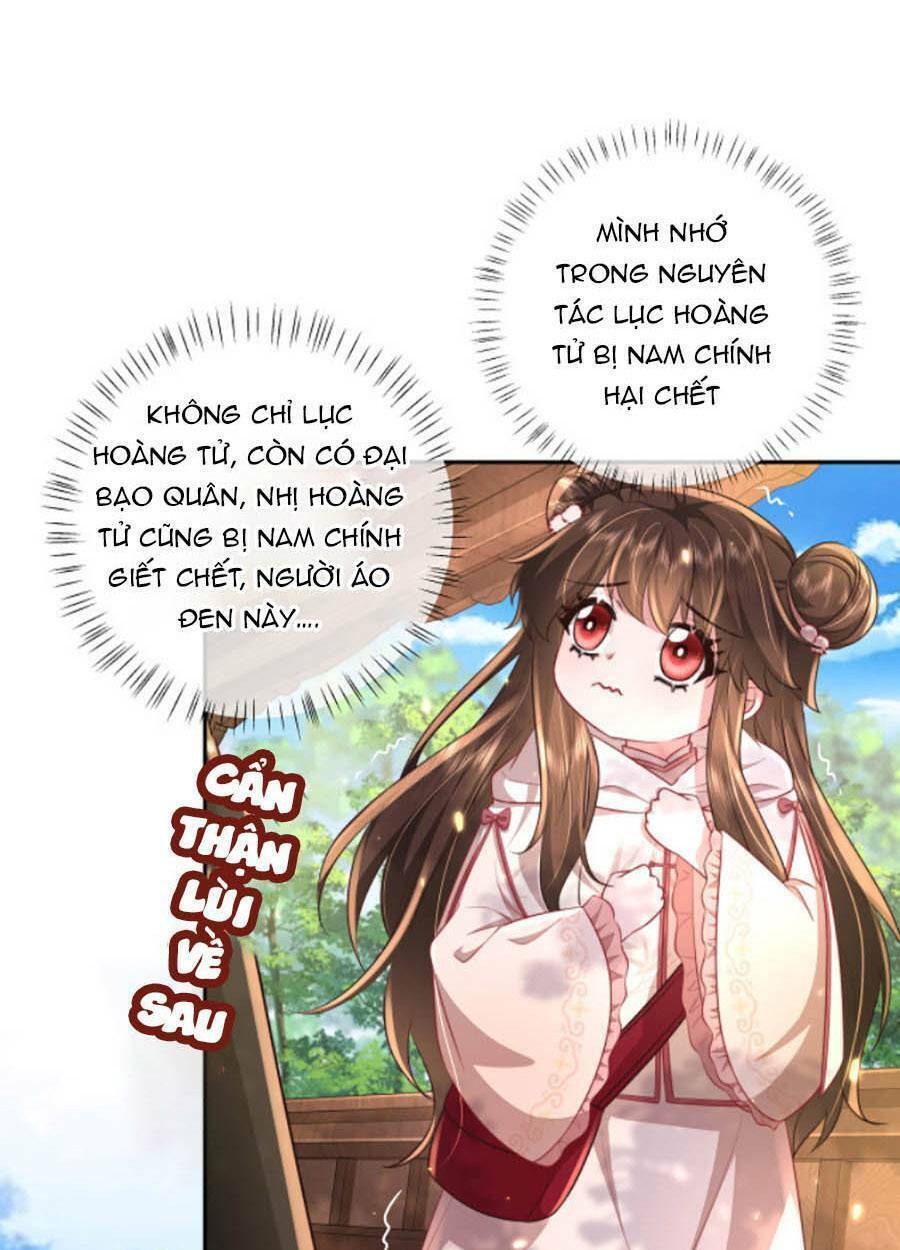 MÌNH NHỚ
TRONG NGUYÊN
TÁC LỤC HOÀNG
TỬ BỊ NAM CHÍNH
HẠI CHẾT
KHÔNG CHỈ LỤC
HOÀNG TỬ, CÒN CÓ ĐẠI
BẠO QUÂN, NHỊ HOÀNG
TỬ CŨNG BỊ NAM CHÍNH
GIẾT CHẾT, NGƯỜI ÁO
ĐEN NÀY....
CẨN
THẬN
LÙI
VỀ
SAU